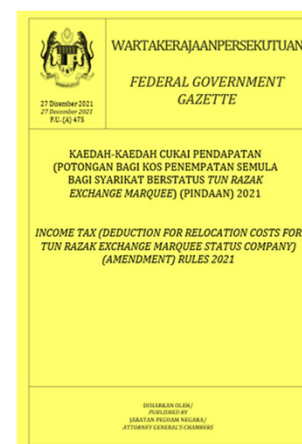 WARTAKERAJAANPERSEKUTUAN
FEDERAL GOVERNMENT
GAZETTE
27 Disember 2021
27 December 2021
P.U. (A) 475
KAEDAH-KAEDAH CUKAI PENDAPATAN
(POTONGAN BAGI KOS PENEMPATAN SEMULA
BAGI SYARIKAT BERSTATUS TUN RAZAK
EXCHANGE MARQUEE) (PINDAAN) 2021
INCOME TAX (DEDUCTION FOR RELOCATION COSTS FOR
TUN RAZAK EXCHANGE MARQUEE STATUS COMPANY)
(AMENDMENT) RULES 2021
DISIARKAN OLEH/
PUBLISHED BY
JABATAN PEGUAM NEGARA/
ATTORNEY GENERAL'S CHAMBERS